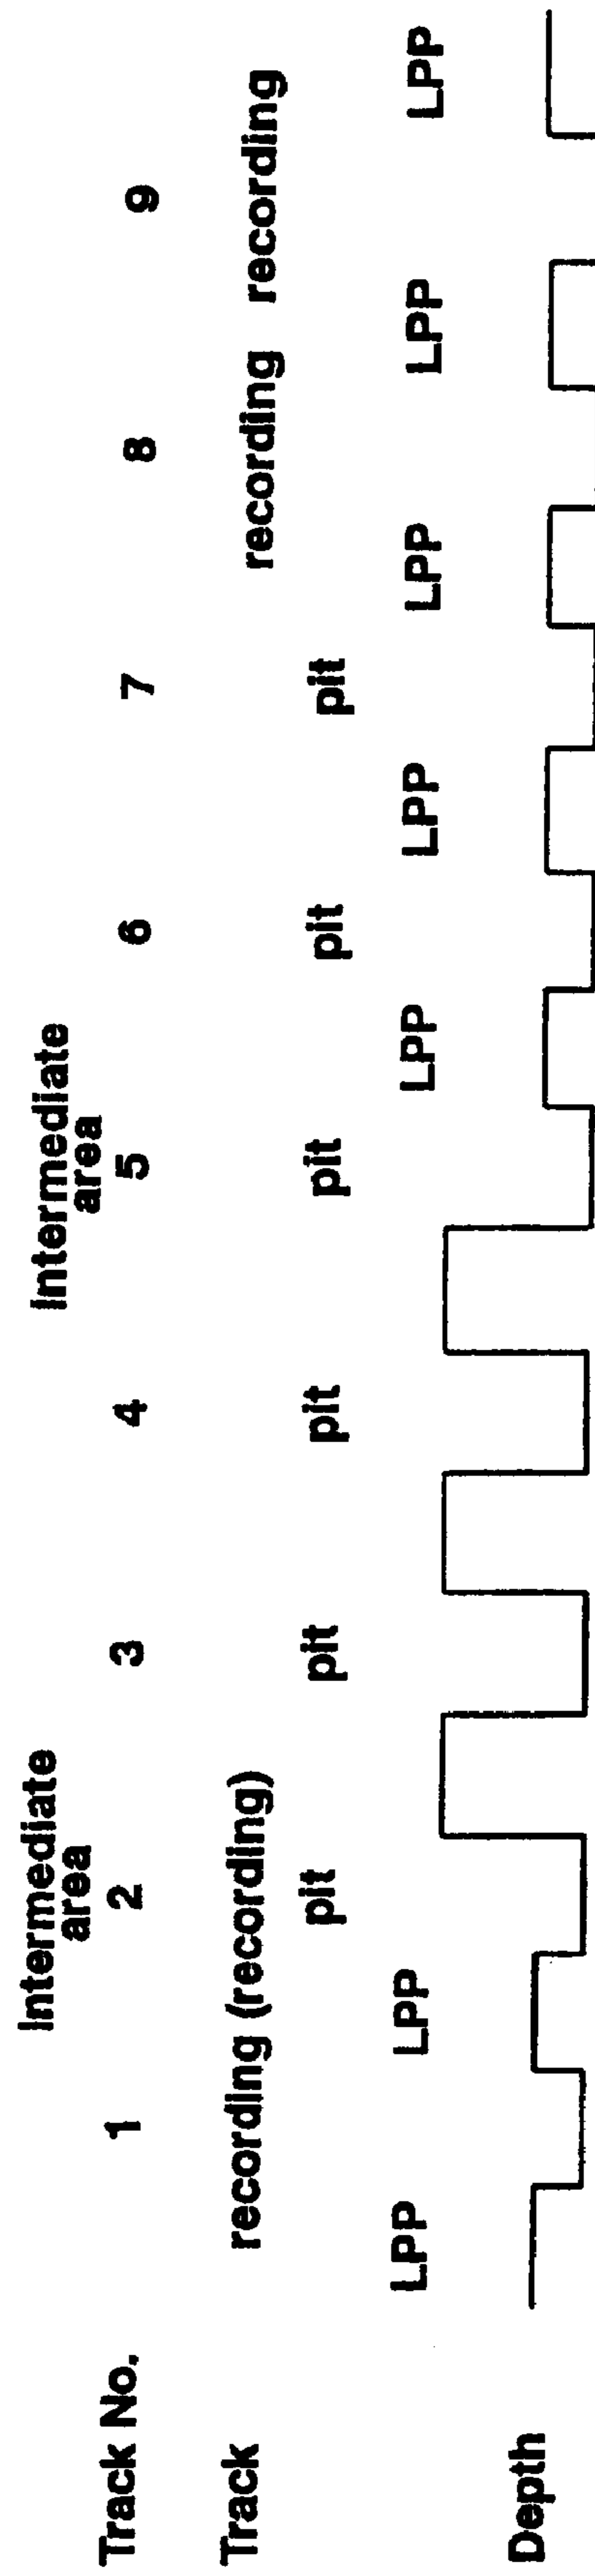 Intermediate area Intermediate area
Track No. 1 2 3 4 5 6 7 8 9
Track recording (recording) recording recording
pit pit pit pit pit pit
LPP LPP LPP LPP LPP LPP LPP
Depth